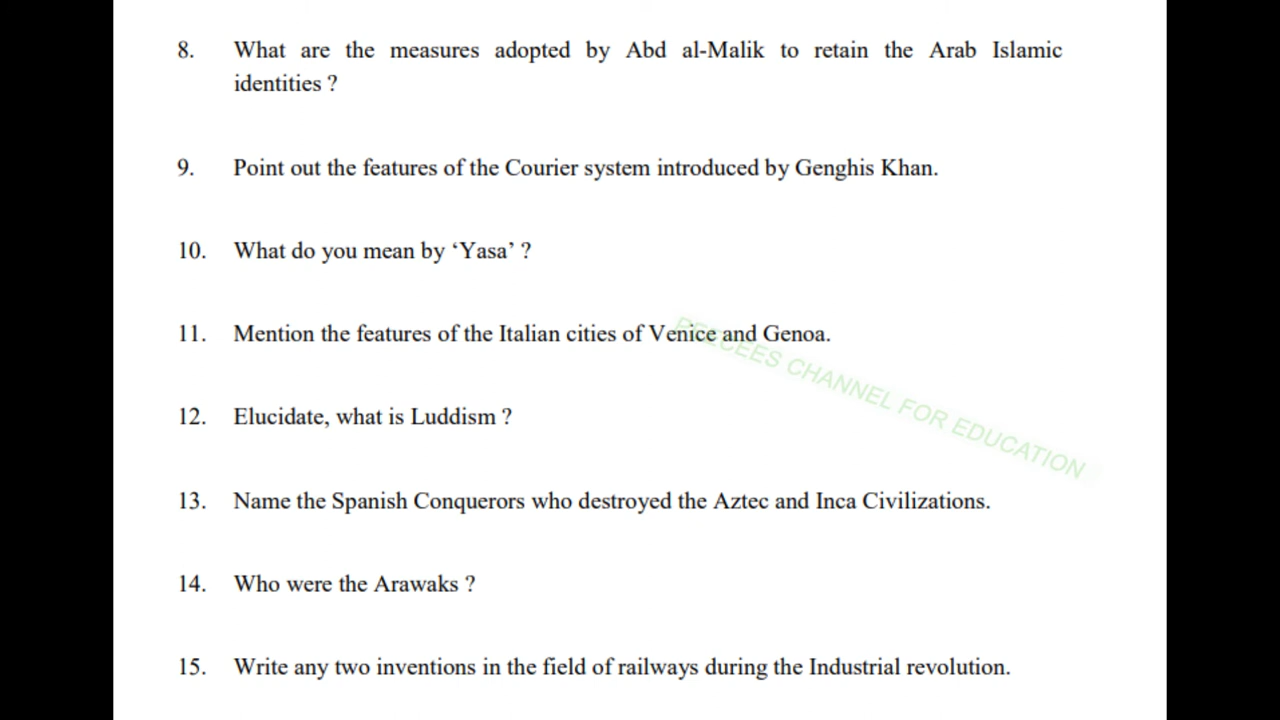 8. What are the measures adopted by Abd al-Malik to retain the Arab Islamic
identities ?
9. Point out the features of the Courier system introduced by Genghis Khan.
10. What do you mean by ‘Yasa’ ?
11. Mention the features of the Italian cities of Venice and Genoa.
PEECEES CHANNEL FOR EDUCATION
12. Elucidate, what is Luddism ?
13. Name the Spanish Conquerors who destroyed the Aztec and Inca Civilizations.
14. Who were the Arawaks ?
15. Write any two inventions in the field of railways during the Industrial revolution.